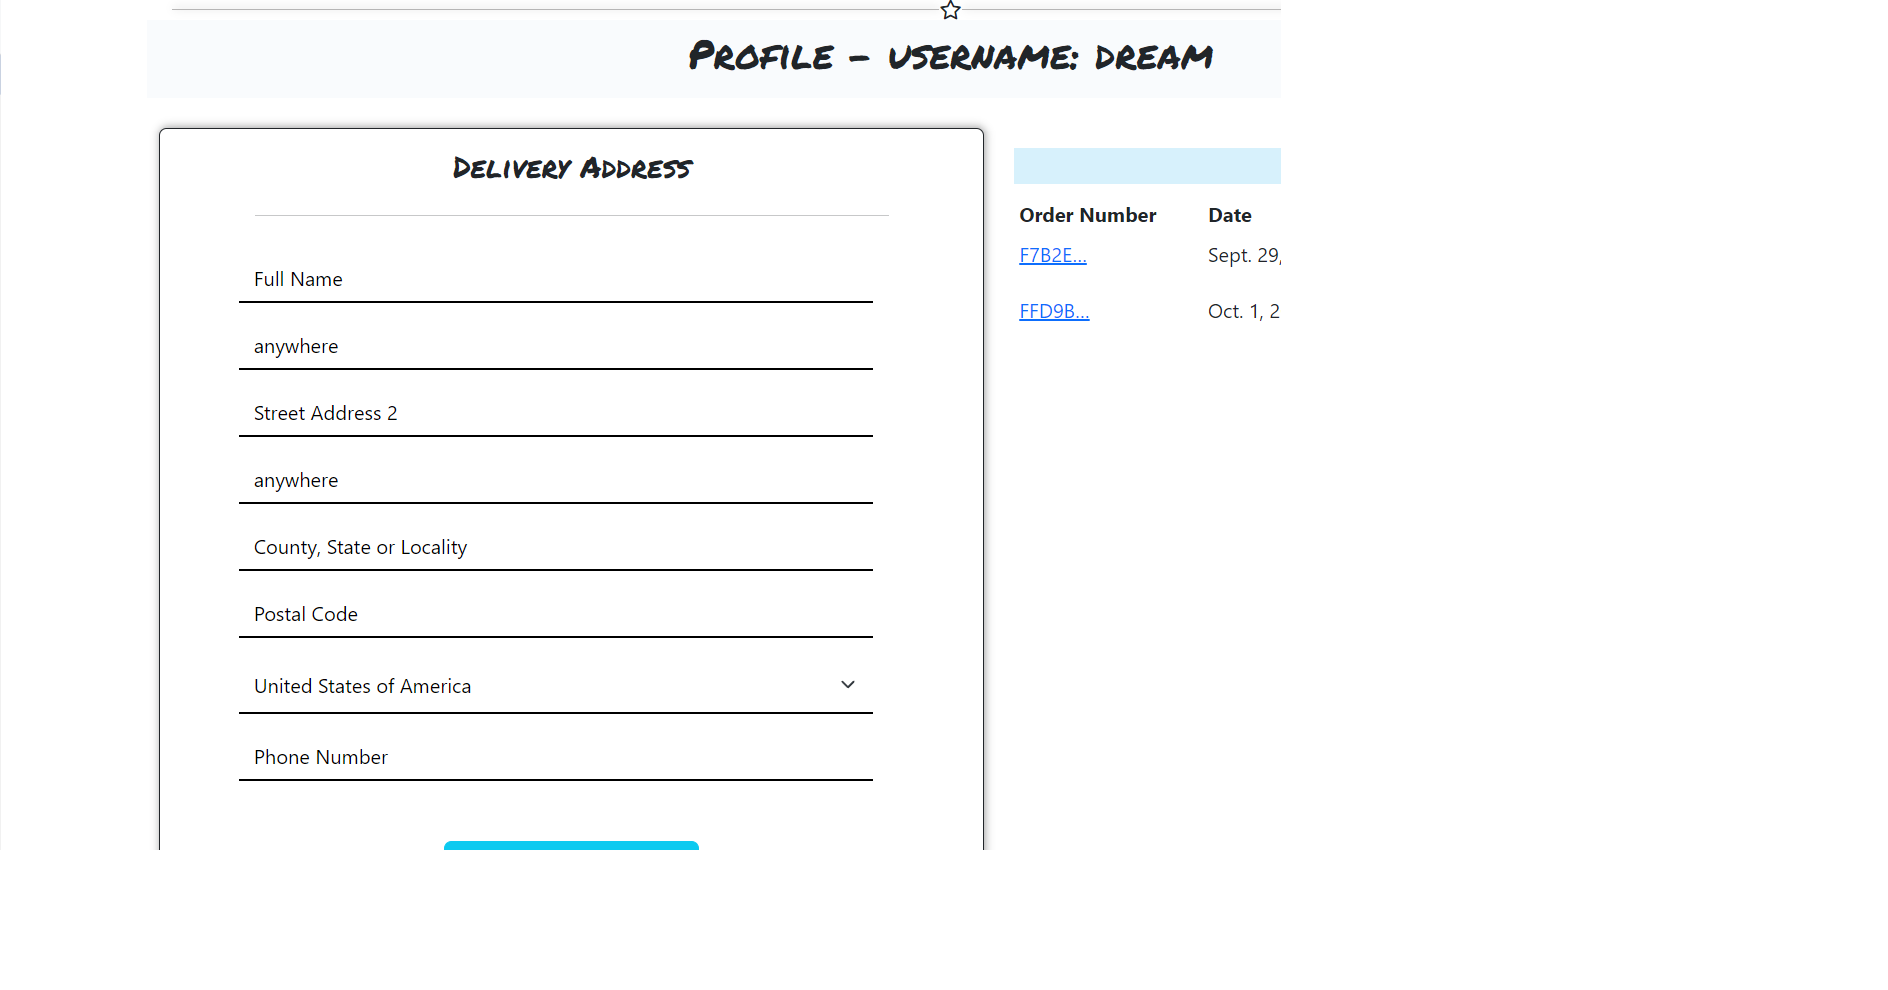 Profile - username: dream
Delivery Address
Full Name
anywhere
Street Address 2
anywhere
County, State or Locality
Postal Code
United States of America
Phone Number
Order Number Date
F7B2E... Sept. 29,
FFD9B... Oct. 1, 2